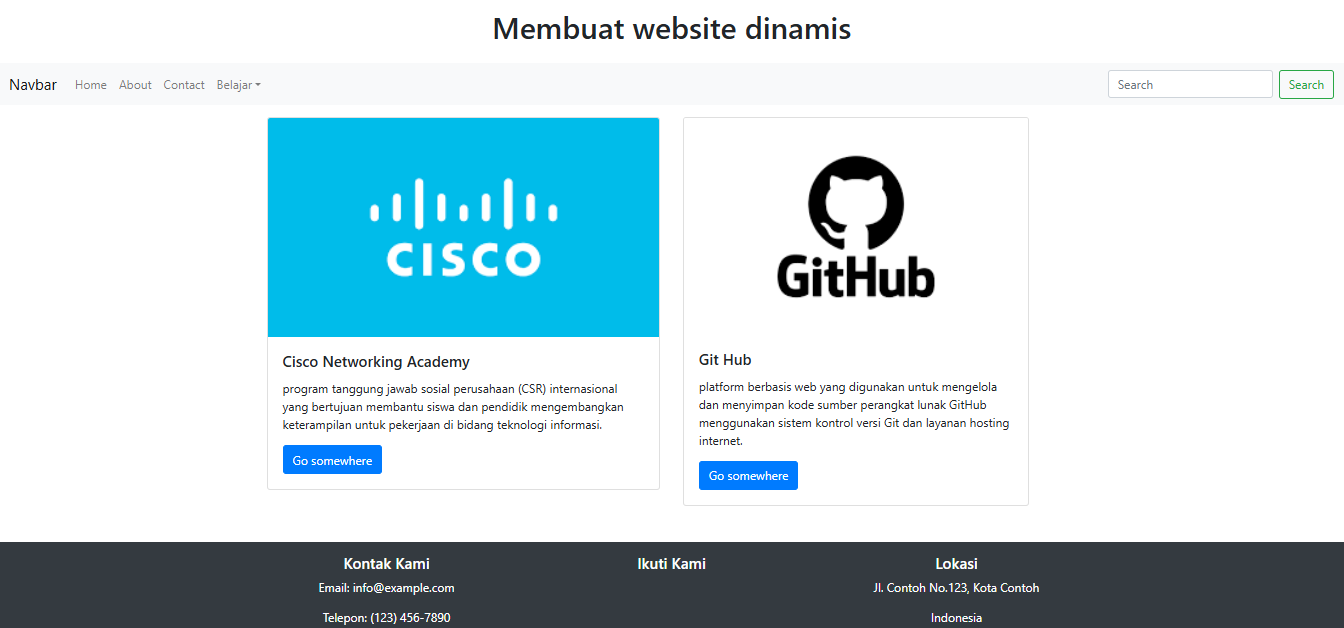 Membuat website dinamis
Navbar Home About Contact Belajar Search Search
CISCO
Cisco Networking Academy
program tanggung jawab sosial perusahaan (CSR) internasional
yang bertujuan membantu siswa dan pendidik mengembangkan
keterampilan untuk pekerjaan di bidang teknologi informasi.
Go somewhere
GitHub
Git Hub
platform berbasis web yang digunakan untuk mengelola
dan menyimpan kode sumber perangkat lunak GitHub
menggunakan sistem kontrol versi Git dan layanan hosting
internet.
Go somewhere
Kontak Kami
Email: info@example.com
Telepon: (123) 456-7890
Ikuti Kami
Lokasi
Jl. Contoh No.123, Kota Contoh
Indonesia